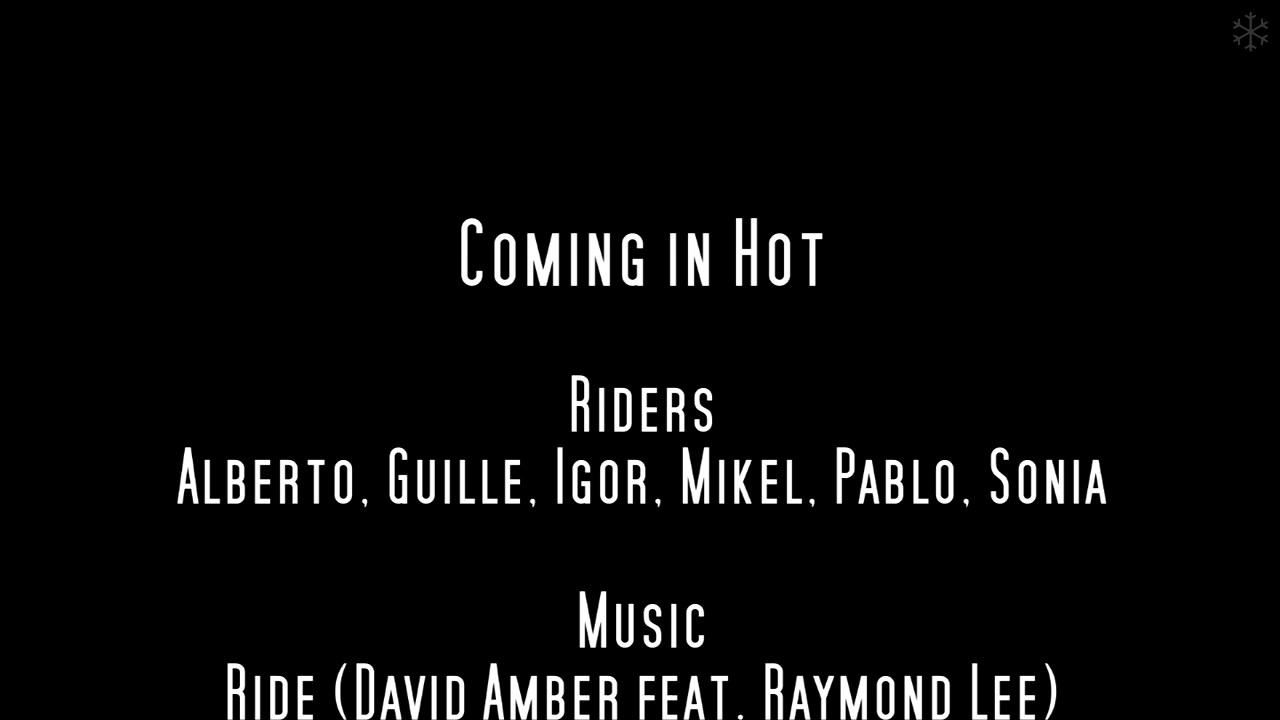 Coming in Hot
Riders
Alberto, Guille, Igor, Mikel, Pablo, Sonia
Music
Ride (David Amber feat. Raymond Lee)